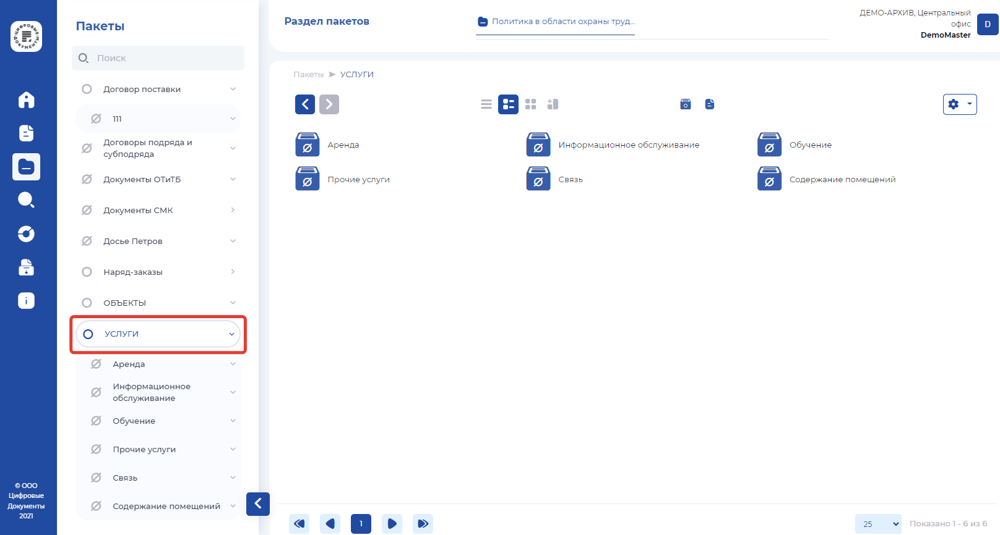 ЦИФРОВЫЕ ДОКУМЕНТЫ
Пакеты
Поиск
Договор поставки
111
Договоры подряда и
субподряда
Документы ОТиТБ
Документы СМК
Досье Петров
Наряд-заказы
ОБЪЕКТЫ
УСЛУГИ
Аренда
Информационное
обслуживание
Обучение
Прочие услуги
Связь
Содержание помещений
© ООО
Цифровые
Документы
2021
Раздел пакетов
Политика в области охраны труд...
ДЕМО-АРХИВ, Центральный
офис
DemoMaster
D
Пакеты ➤ УСЛУГИ
Аренда
Информационное обслуживание
Обучение
Прочие услуги
Связь
Содержание помещений
1
25
Показано 1 - 6 из 6